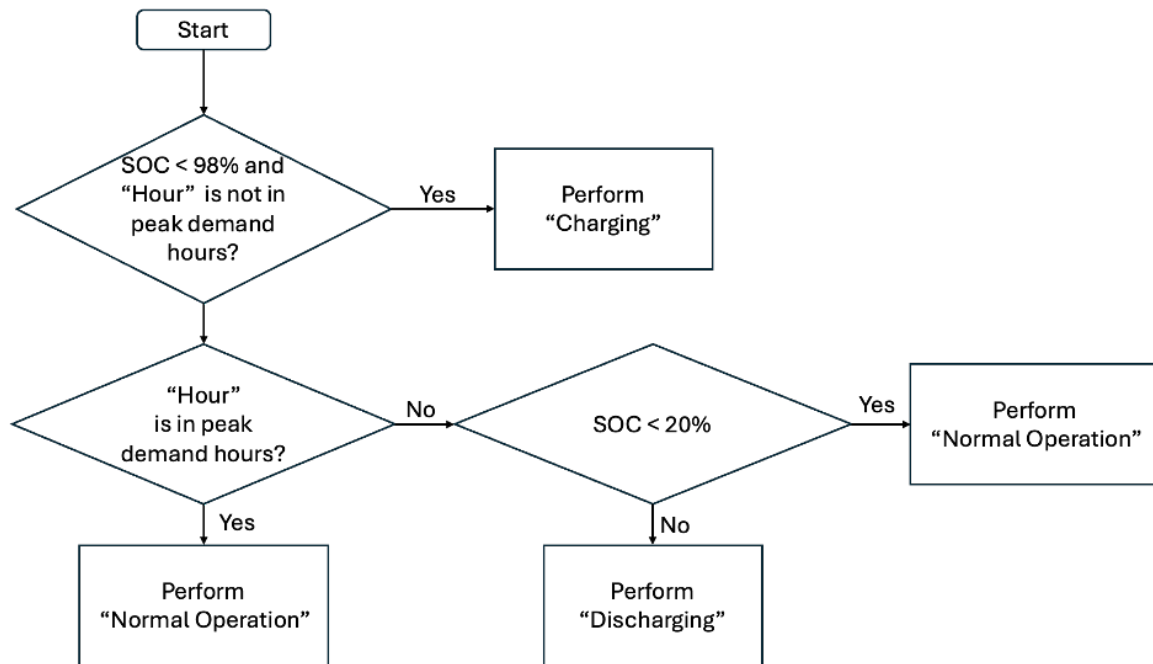 Start
SOC < 98% and
“Hour” is not in
peak demand
hours?
Yes
Perform
“Charging”
“Hour”
is in peak
demand hours?
No
SOC < 20%
Yes
Perform
“Normal Operation”
Yes
No
Perform
“Normal Operation”
Perform
“Discharging”